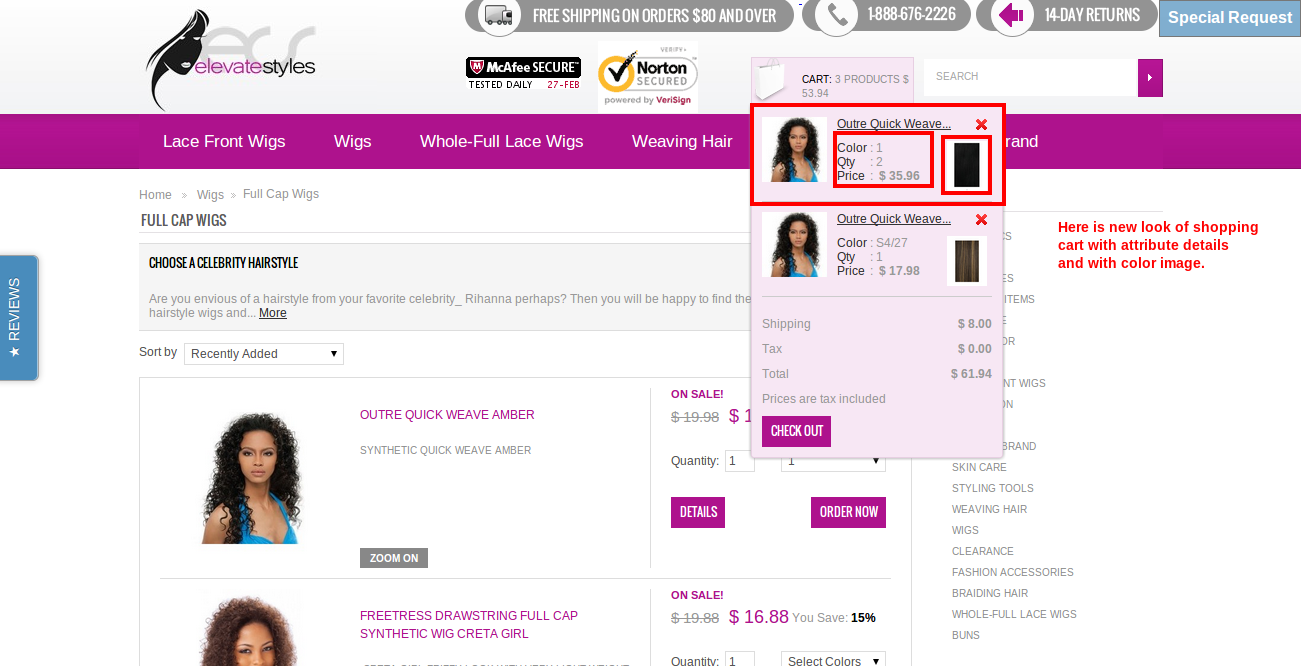 FREE SHIPPING ON ORDERS $80 AND OVER
1-888-676-2226
14-DAY RETURNS
Special Request
ecs
elevatestyles
McAfee SECURE™
TESTED DAILY 27-FEB
VERIFY▸
Norton™
SECURED
powered by VeriSign
CART: 3 PRODUCTS $
53.94
SEARCH
Lace Front Wigs
Wigs
Whole-Full Lace Wigs
Weaving Hair
rand
Outre Quick Weave...
Color : 1
Qty : 2
Price : $ 35.96
Outre Quick Weave...
Color : S4/27
Qty : 1
Price : $ 17.98
Shipping $ 8.00
Tax $ 0.00
Total $ 61.94
Prices are tax included
CHECK OUT
Here is new look of shopping
cart with attribute details
and with color image.
Home » Wigs » Full Cap Wigs
FULL CAP WIGS
CHOOSE A CELEBRITY HAIRSTYLE
Are you envious of a hairstyle from your favorite celebrity_ Rihanna perhaps? Then you will be happy to find the
hairstyle wigs and... More
★ REVIEWS
Sort by Recently Added
OUTRE QUICK WEAVE AMBER
SYNTHETIC QUICK WEAVE AMBER
ZOOM ON
ON SALE!
$ 19.98 $ 1
Quantity: 1 1
DETAILS
ORDER NOW
FREETRESS DRAWSTRING FULL CAP
SYNTHETIC WIG CRETA GIRL
ON SALE!
$ 19.88 $ 16.88 You Save: 15%
Quantity: 1 Select Colors
CS
ES
ITEMS
E
OR
NT WIGS
ON
BRAND
SKIN CARE
STYLING TOOLS
WEAVING HAIR
WIGS
CLEARANCE
FASHION ACCESSORIES
BRAIDING HAIR
WHOLE-FULL LACE WIGS
BUNS